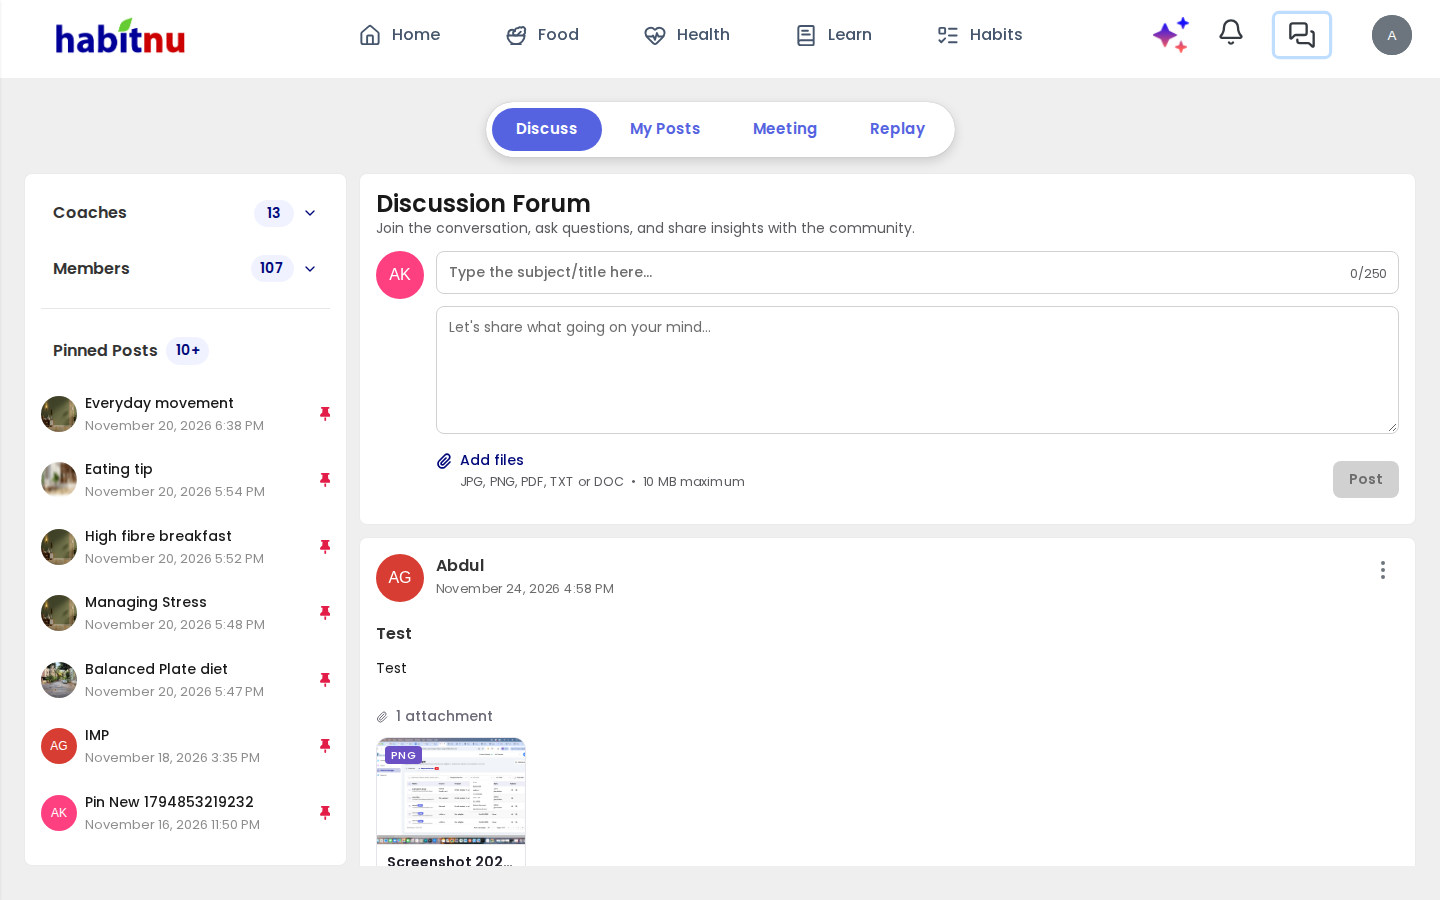 habitnu
Home
Food
Health
Learn
Habits
A
Discuss
My Posts
Meeting
Replay
Coaches
13
Members
107
Pinned Posts
10+
Everyday movement
November 20, 2026 6:38 PM
Eating tip
November 20, 2026 5:54 PM
High fibre breakfast
November 20, 2026 5:52 PM
Managing Stress
November 20, 2026 5:48 PM
Balanced Plate diet
November 20, 2026 5:47 PM
AG
IMP
November 18, 2026 3:35 PM
AK
Pin New 1794853219232
November 16, 2026 11:50 PM
Discussion Forum
Join the conversation, ask questions, and share insights with the community.
AK
Type the subject/title here...
0/250
Let's share what going on your mind...
Add files
JPG, PNG, PDF, TXT or DOC • 10 MB maximum
Post
AG
Abdul
November 24, 2026 4:58 PM
Test
Test
1 attachment
PNG
Screenshot 202...